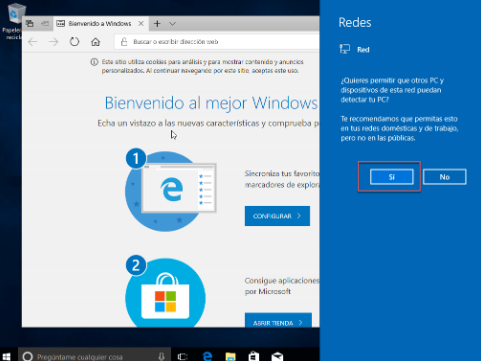 Papelera
recicla
Bienvenido a Windows
Buscar o escribir dirección web
Este sitio utiliza cookies para análisis y para mostrar contenido y anuncios
personalizados. Al continuar navegando por este sitio, aceptas este uso.
Bienvenido al mejor Windows
Echa un vistazo a las nuevas características y comprueba
1
Sincroniza tus favorito
marcadores de explora
CONFIGURAR
2
Consigue aplicaciones
por Microsoft
ABRIR TIENDA
Redes
Red
¿Quieres permitir que otros PC y
dispositivos de esta red puedan
detectar tu PC?
Te recomendamos que permitas esto
en tus redes domésticas y de trabajo,
pero no en las públicas.
Sí
No
Pregúntame cualquier cosa